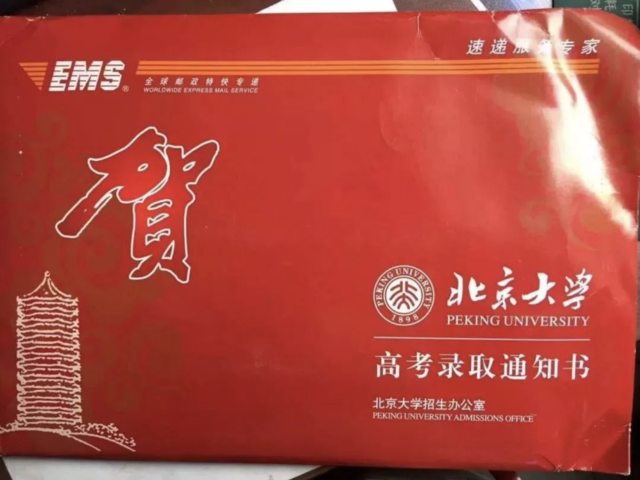 速递服务专家
EMS®
全球邮政特快专递
WORLDWIDE EXPRESS MAIL SERVICE
贺
PEKING UNIVERSITY
1898
北京大学
PEKING UNIVERSITY
高考录取通知书
北京大学招生办公室
PEKING UNIVERSITY ADMISSIONS OFFICE